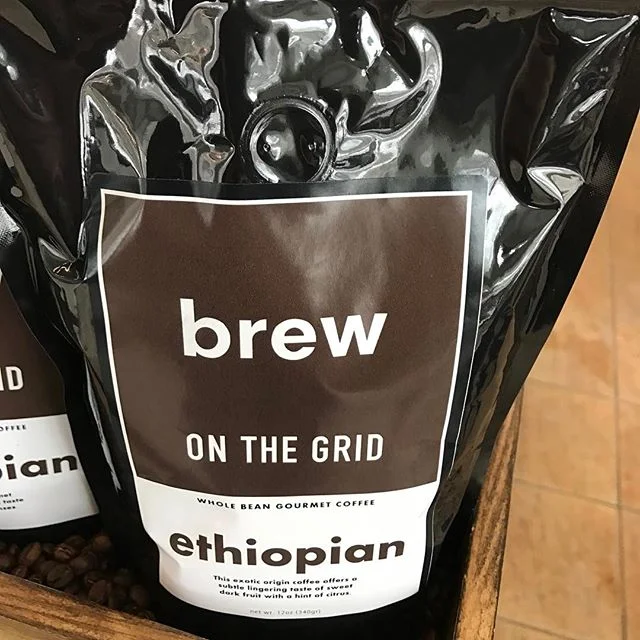 brew
ON THE GRID
WHOLE BEAN GOURMET COFFEE
ethiopian
This exotic origin coffee offers a
subtle lingering taste of sweet
dark fruit with a hint of citrus.
net wt. 12oz (340gr)
ID
OFFEE
pian
taste